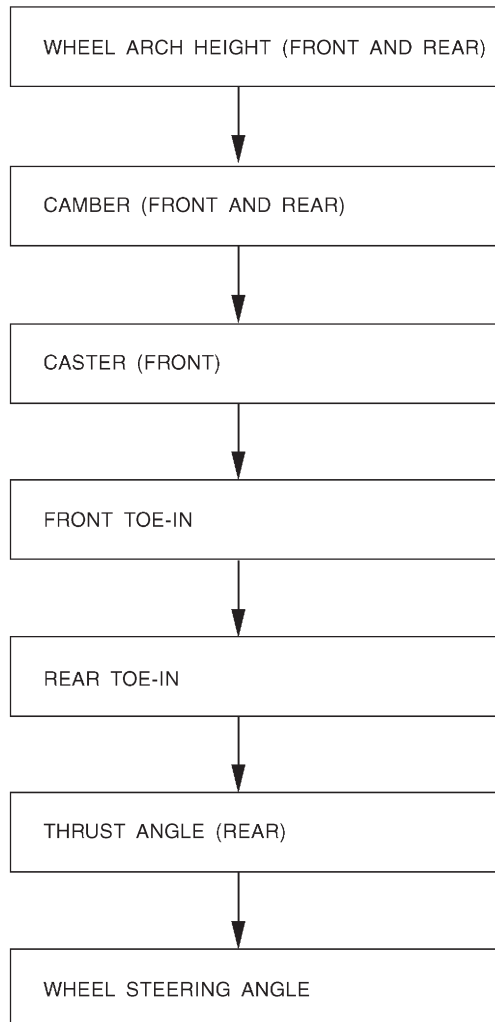 WHEEL ARCH HEIGHT (FRONT AND REAR)
CAMBER (FRONT AND REAR)
CASTER (FRONT)
FRONT TOE-IN
REAR TOE-IN
THRUST ANGLE (REAR)
WHEEL STEERING ANGLE